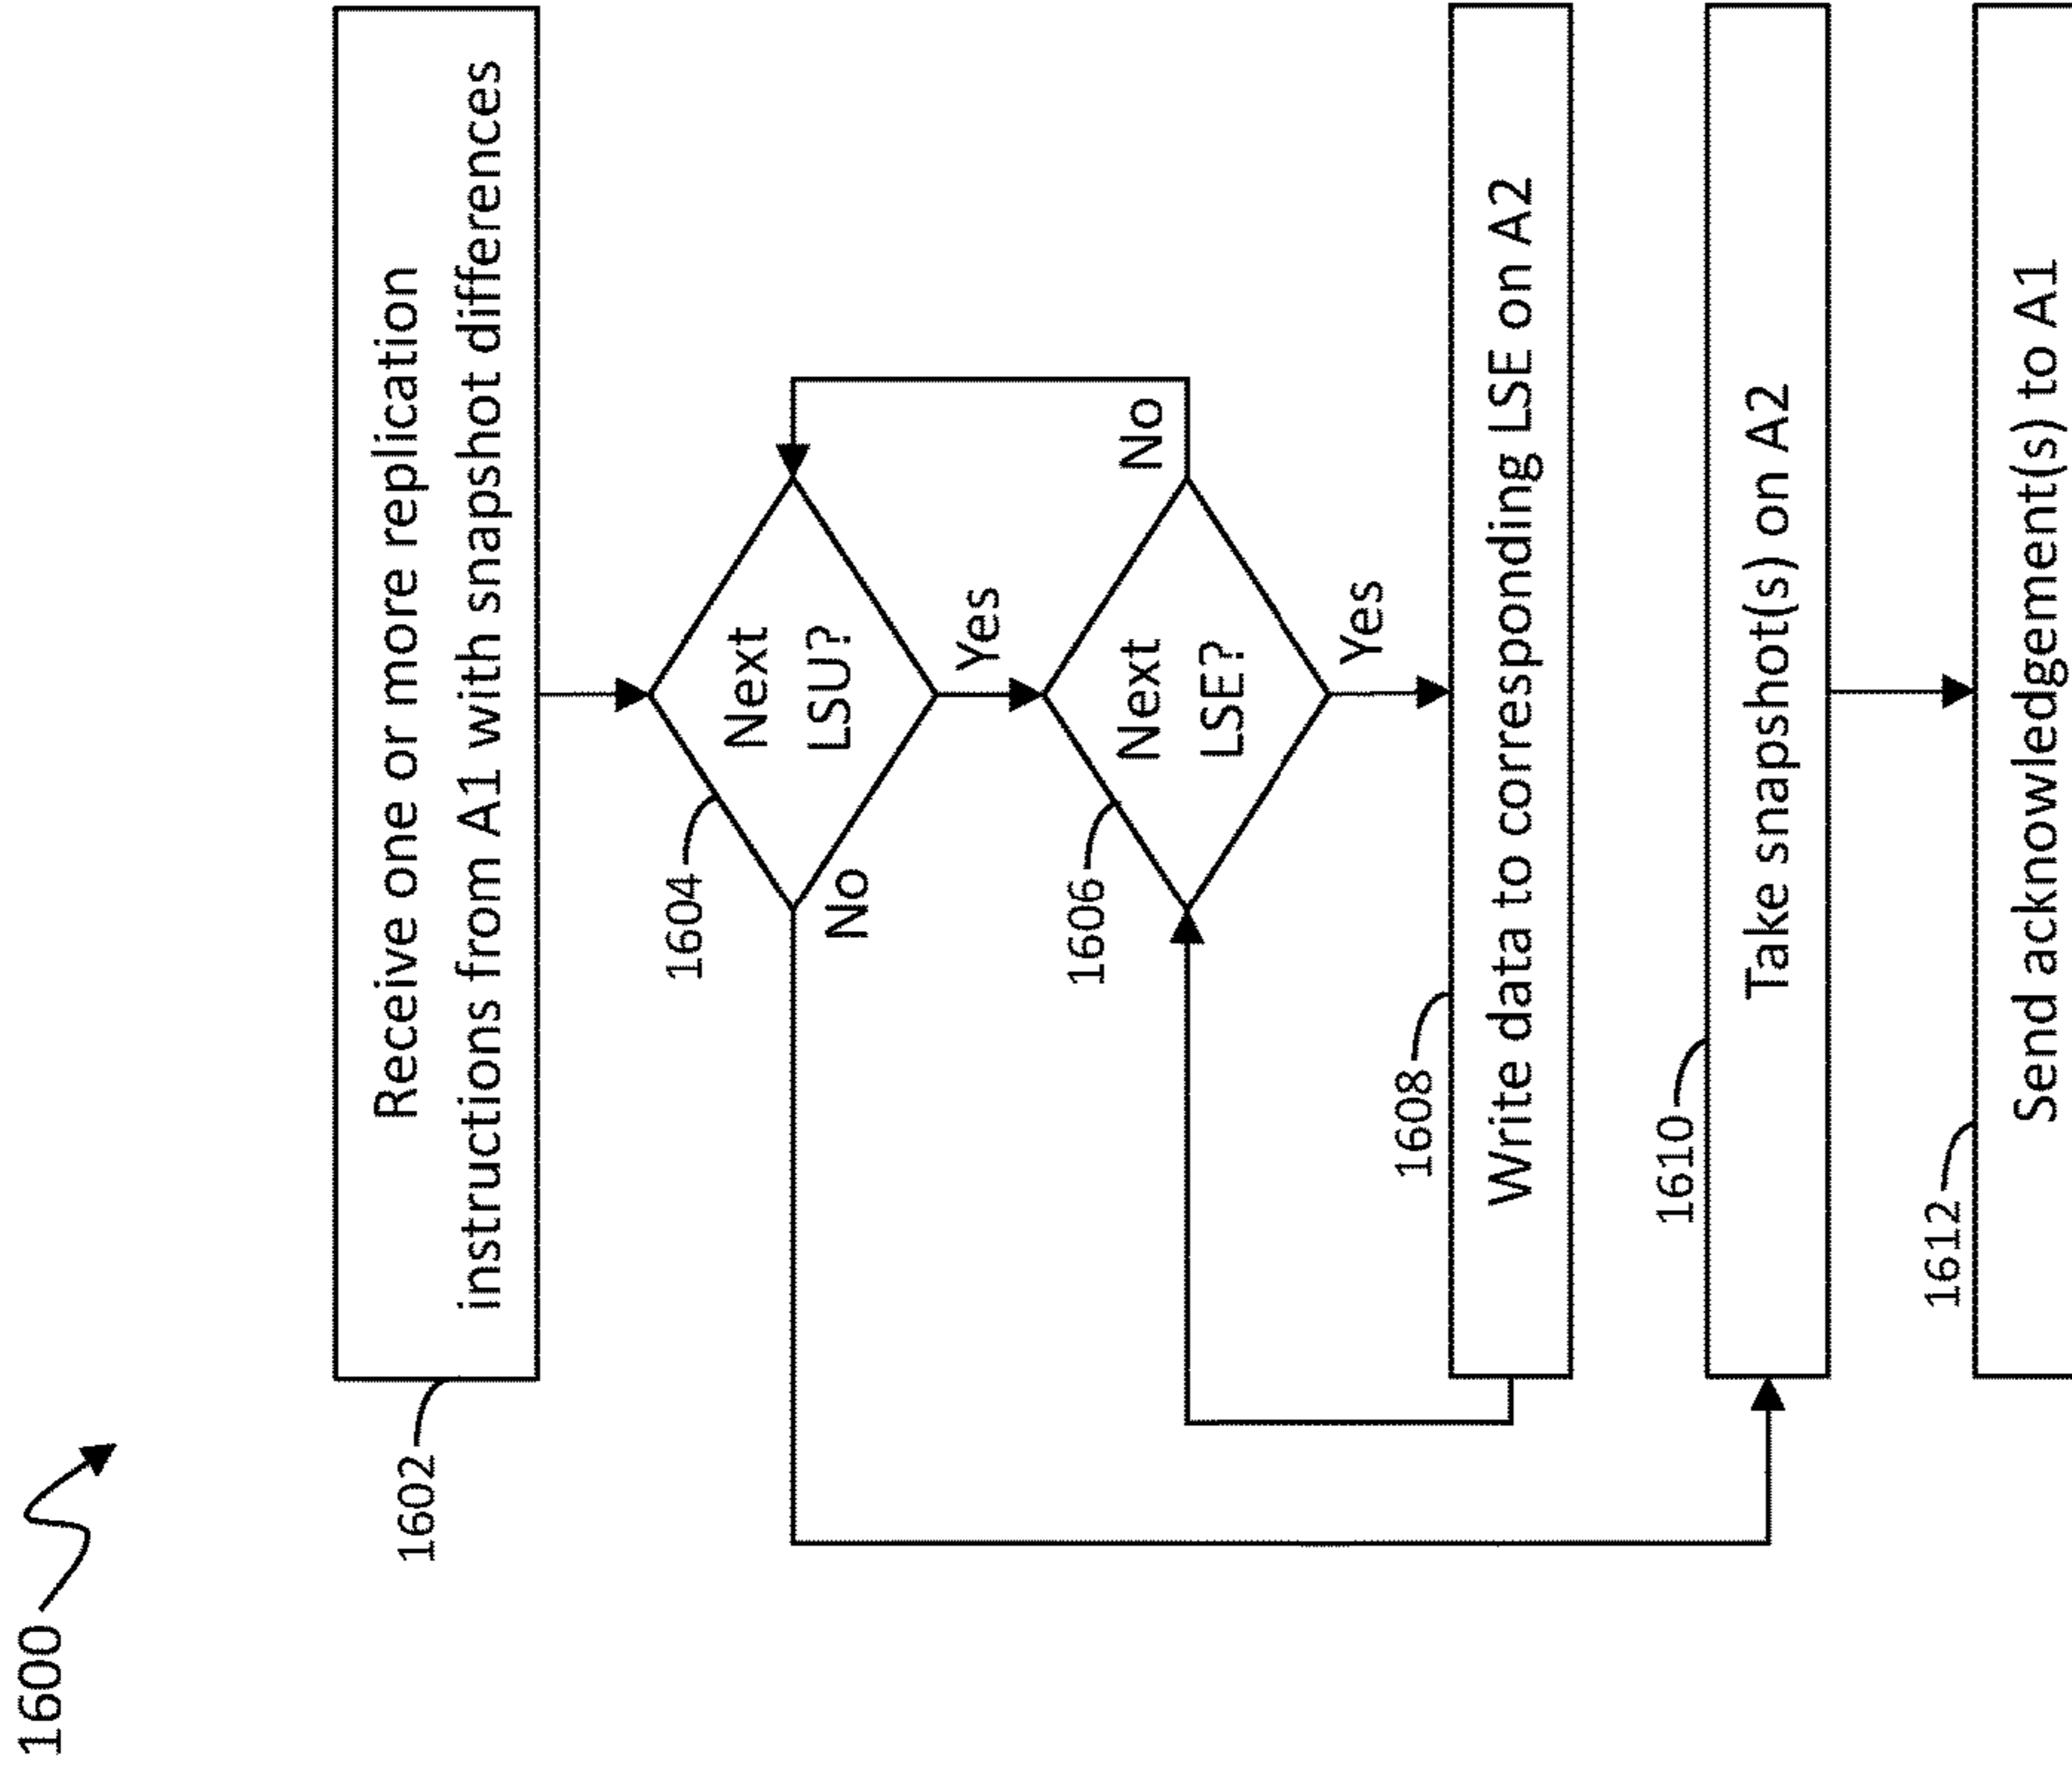 1600
1602
Receive one or more replication
instructions from A1 with snapshot differences
1604
Next
LSU?
No
Yes
1606
Next
LSE?
No
Yes
1608
Write data to corresponding LSE on A2
1610
Take snapshot(s) on A2
1612
Send acknowledgement(s) to A1